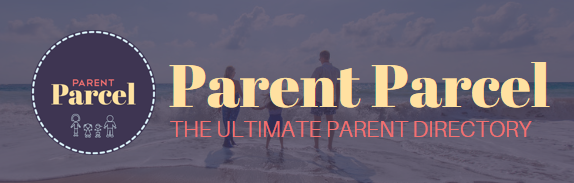 PARENT
Parcel
Parent Parcel
THE ULTIMATE PARENT DIRECTORY